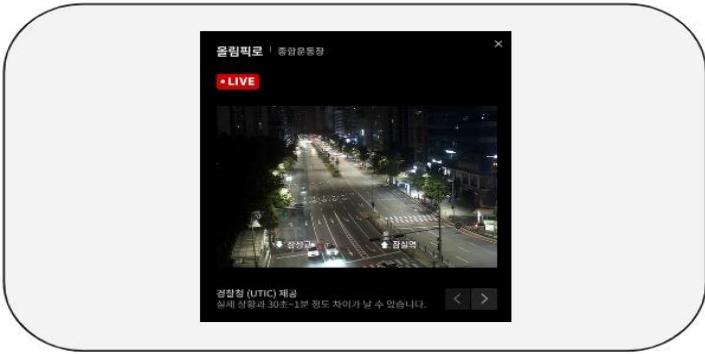 올림픽로 종합운동장
LIVE
잠실역
경찰청 (UTIC) 제공
실제 상황과 30초~1분 정도 차이가 날 수 있습니다.